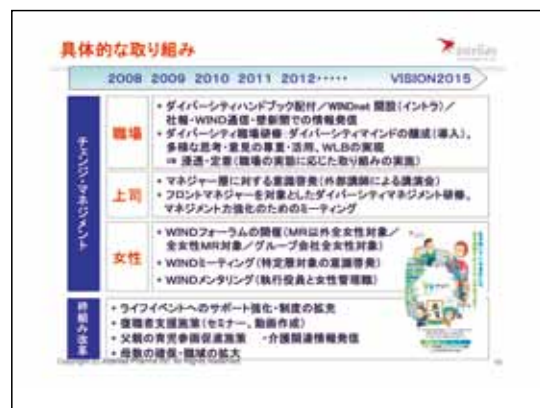 具体的な取り組み
astellas
2008 2009 2010 2011 2012‥‥‥ VISION2015
チェンジ・マネジメント
職場
・ダイバーシティハンドブック配付／WINDnet 開設（イントラ）／
社報・WIND通信・壁新聞での情報発信
・ダイバーシティ職場研修：ダイバーシティマインドの醸成（導入）、
多様な思考・意見の尊重・活用、WLBの実現
⇒ 浸透・定着（職場の実態に応じた取り組みの実施）
上司
・マネジャー層に対する意識啓発（外部講師による講演会）
・フロントマネジャーを対象としたダイバーシティマネジメント研修、
マネジメント力強化のためのミーティング
女性
・WINDフォーラムの開催（MR以外全女性対象／
全女性MR対象／グループ会社全女性対象）
・WINDミーティング（特定層対象の意識啓発）
・WINDメンタリング（執行役員と女性管理職）
枠組み改革
・ライフイベントへのサポート強化・制度の拡充
・復職者支援施策（セミナー、動画作成）
・父親の育児参画促進施策 ・介護関連情報発信
・母数の確保・職域の拡大